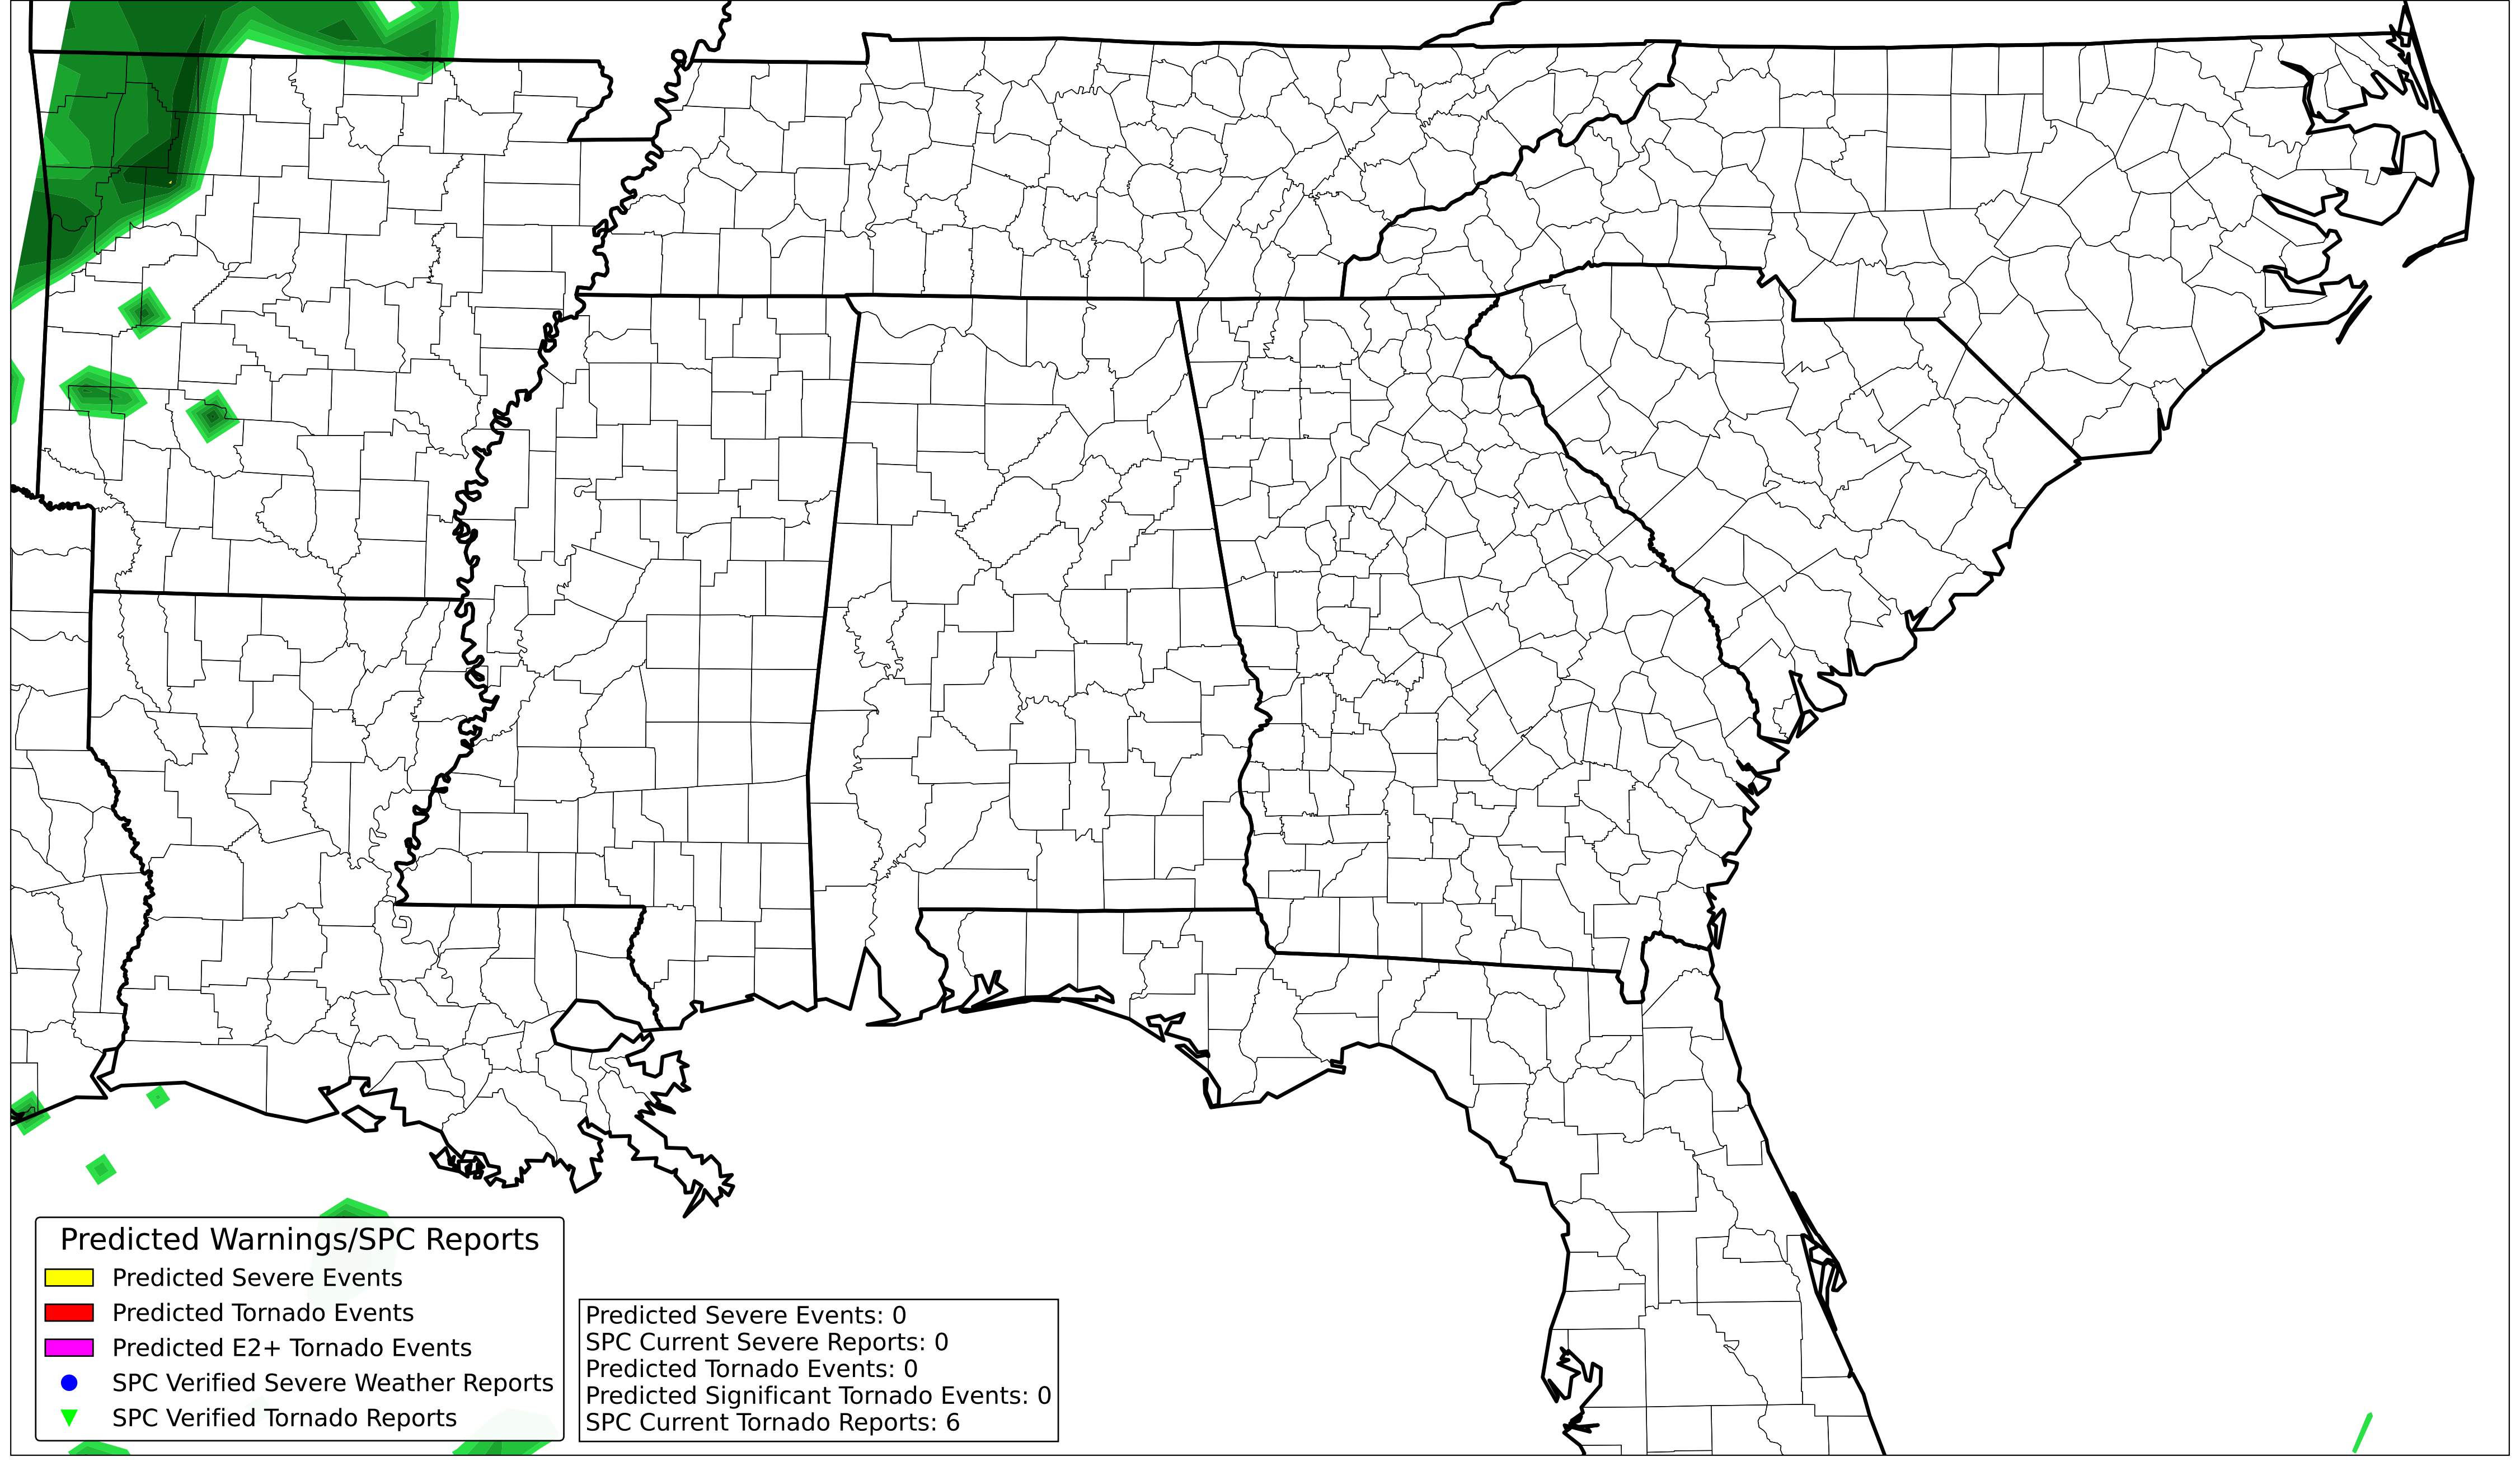 Predicted Warnings/SPC Reports
Predicted Severe Events
Predicted Tornado Events
Predicted E2+ Tornado Events
SPC Verified Severe Weather Reports
SPC Verified Tornado Reports
Predicted Severe Events: 0
SPC Current Severe Reports: 0
Predicted Tornado Events: 0
Predicted Significant Tornado Events: 0
SPC Current Tornado Reports: 6